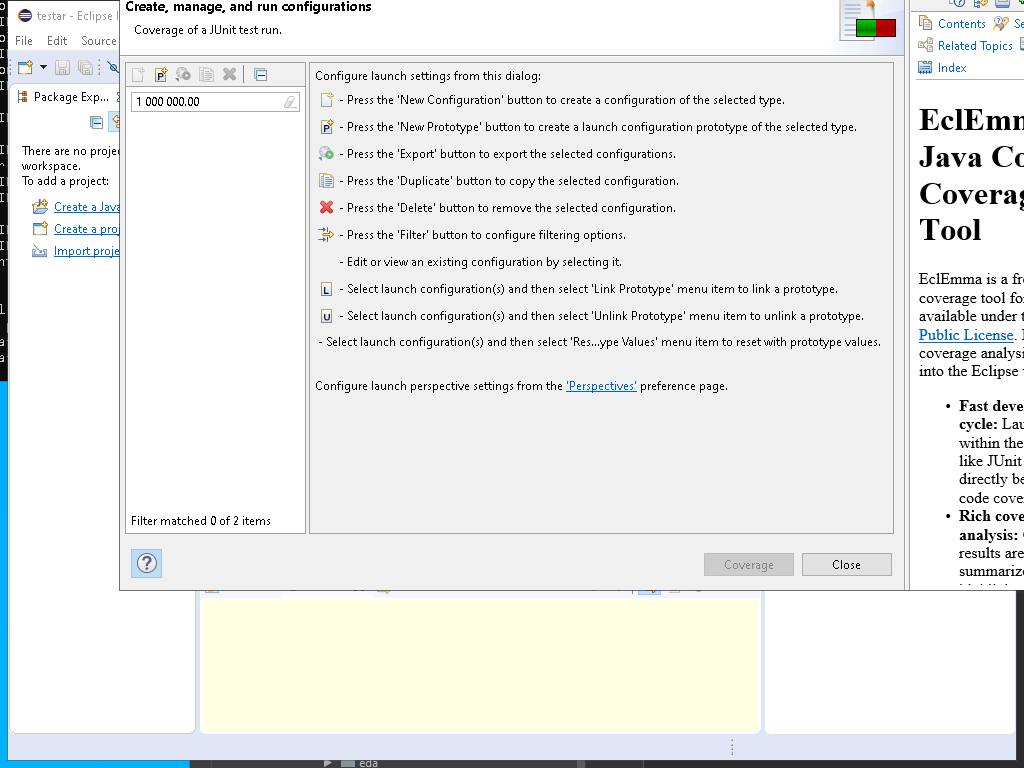 testar - Eclipse I
File Edit Source
Package Exp...
There are no proje
workspace.
To add a project:
Create a Java
Create a proj
Import proje
Create, manage, and run configurations
Coverage of a JUnit test run.
1 000 000.00
Filter matched 0 of 2 items
Configure launch settings from this dialog:
- Press the 'New Configuration' button to create a configuration of the selected type.
- Press the 'New Prototype' button to create a launch configuration prototype of the selected type.
- Press the 'Export' button to export the selected configurations.
- Press the 'Duplicate' button to copy the selected configuration.
- Press the 'Delete' button to remove the selected configuration.
- Press the 'Filter' button to configure filtering options.
- Edit or view an existing configuration by selecting it.
- Select launch configuration(s) and then select 'Link Prototype' menu item to link a prototype.
- Select launch configuration(s) and then select 'Unlink Prototype' menu item to unlink a prototype.
- Select launch configuration(s) and then select 'Res...ype Values' menu item to reset with prototype values.
Configure launch perspective settings from the 'Perspectives' preference page.
Coverage Close
Contents Se
Related Topics
Index
EclEmm
Java Co
Coverag
Tool
EclEmma is a fre
coverage tool for
available under t
Public License. I
coverage analysi
into the Eclipse
• Fast deve
cycle: Lau
within the
like JUnit
directly be
code cover
• Rich cove
analysis:
results are
summarize
eda